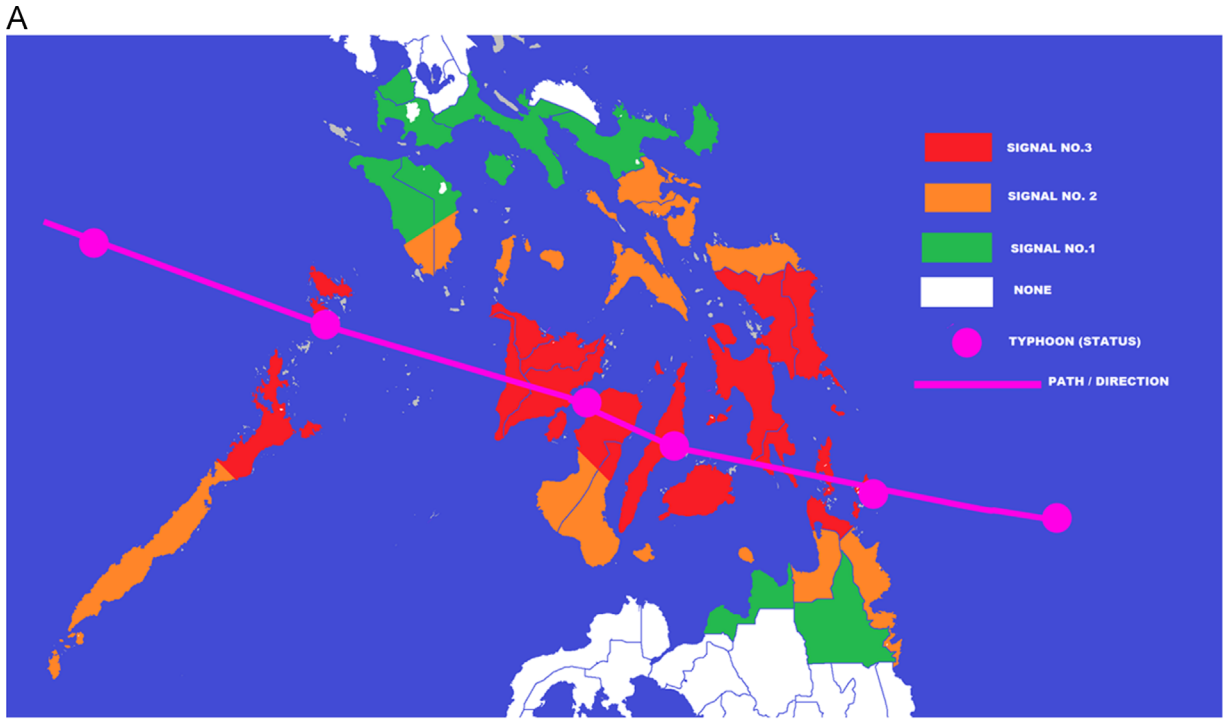 A
SIGNAL NO.3
SIGNAL NO. 2
SIGNAL NO.1
NONE
TYPHOON (STATUS)
PATH / DIRECTION